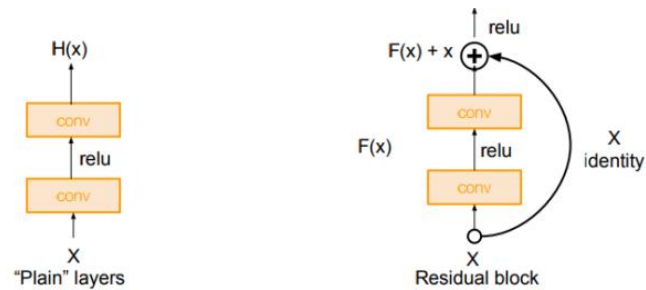 H(x)
conv
relu
conv
X
"Plain" layers
relu
F(x) + x
+
conv
F(x)
relu
X
identity
conv
X
Residual block